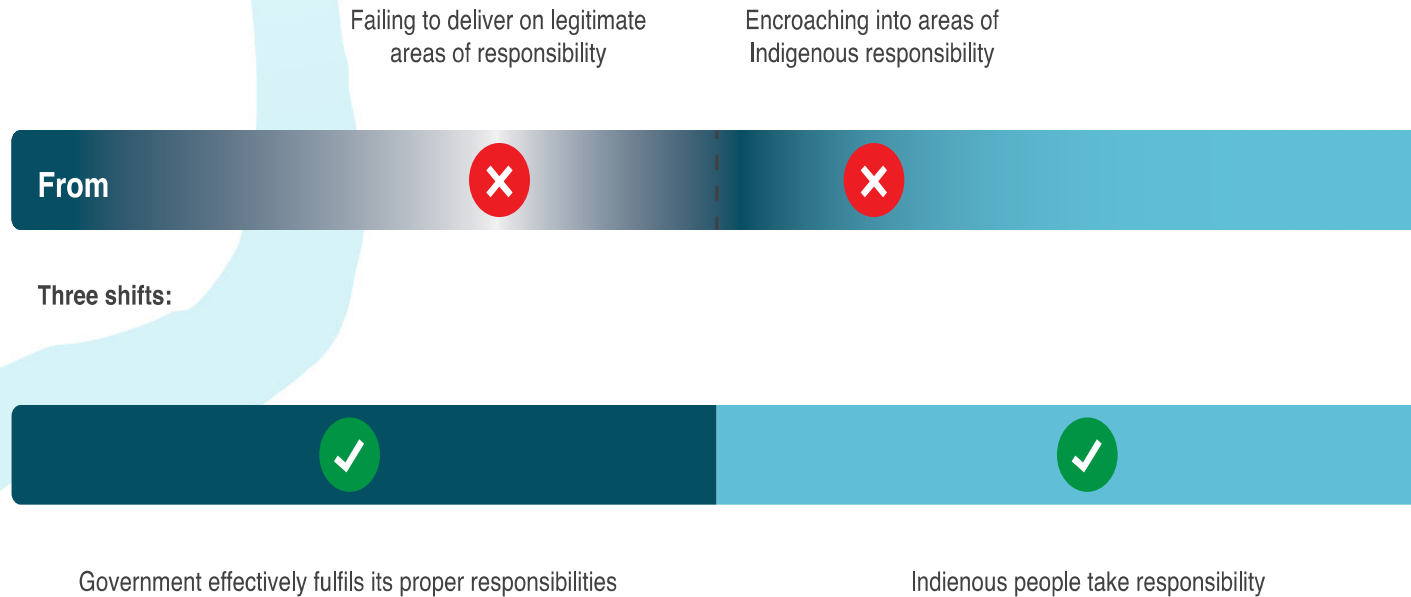 Failing to deliver on legitimate
areas of responsibility
Encroaching into areas of
Indigenous responsibility
From
Three shifts:
Government effectively fulfils its proper responsibilities
Indienous people take responsibility